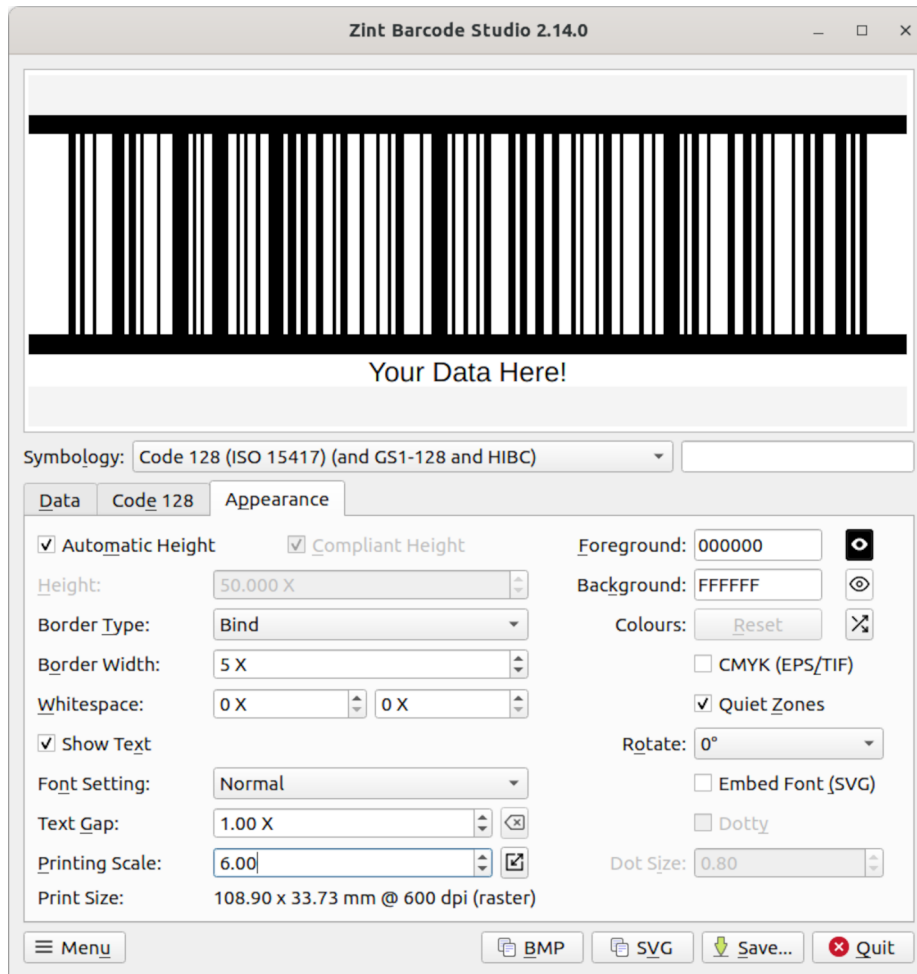 Zint Barcode Studio 2.14.0
Your Data Here!
Symbology: Code 128 (ISO 15417) (and GS1-128 and HIBC)
Data Code 128 Appearance
Automatic Height Compliant Height Foreground: 000000
Height: 50.000 X Background: FFFFFF
Border Type: Bind Colours: Reset
Border Width: 5 X CMYK (EPS/TIF)
Whitespace: 0 X 0 X Quiet Zones
Show Text Rotate: 0°
Font Setting: Normal Embed Font (SVG)
Text Gap: 1.00 X Dotty
Printing Scale: 6.00 Dot Size: 0.80
Print Size: 108.90 x 33.73 mm @ 600 dpi (raster)
Menu BMP SVG Save... Quit